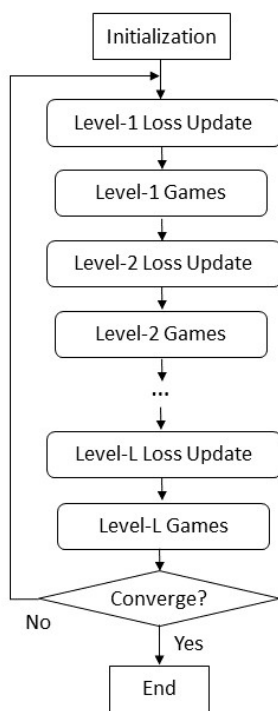 Initialization
Level-1 Loss Update
Level-1 Games
Level-2 Loss Update
Level-2 Games
...
Level-L Loss Update
Level-L Games
Converge?
No
Yes
End